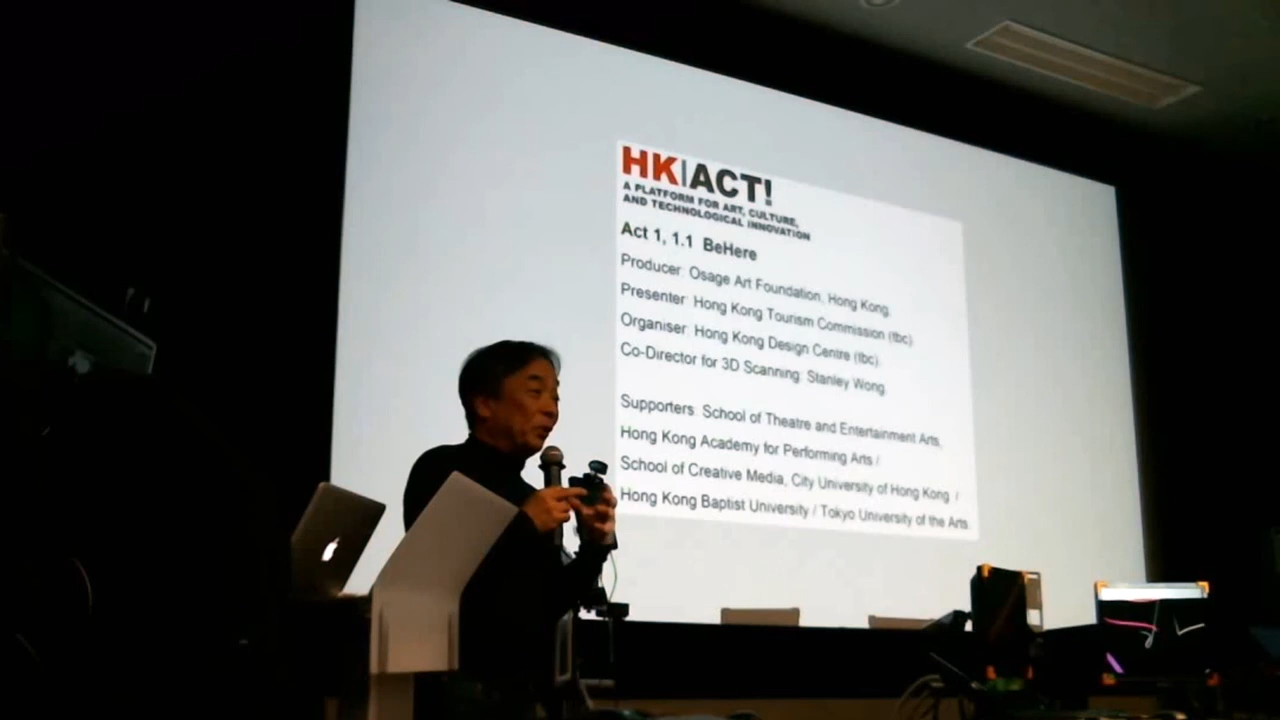 HK|ACT!
A PLATFORM FOR ART, CULTURE,
AND TECHNOLOGICAL INNOVATION
Act 1, 1.1 BeHere
Producer: Osage Art Foundation, Hong Kong
Presenter: Hong Kong Tourism Commission (tbc)
Organiser: Hong Kong Design Centre (tbc)
Co-Director for 3D Scanning: Stanley Wong
Supporters: School of Theatre and Entertainment Arts,
Hong Kong Academy for Performing Arts /
School of Creative Media, City University of Hong Kong /
Hong Kong Baptist University / Tokyo University of the Arts